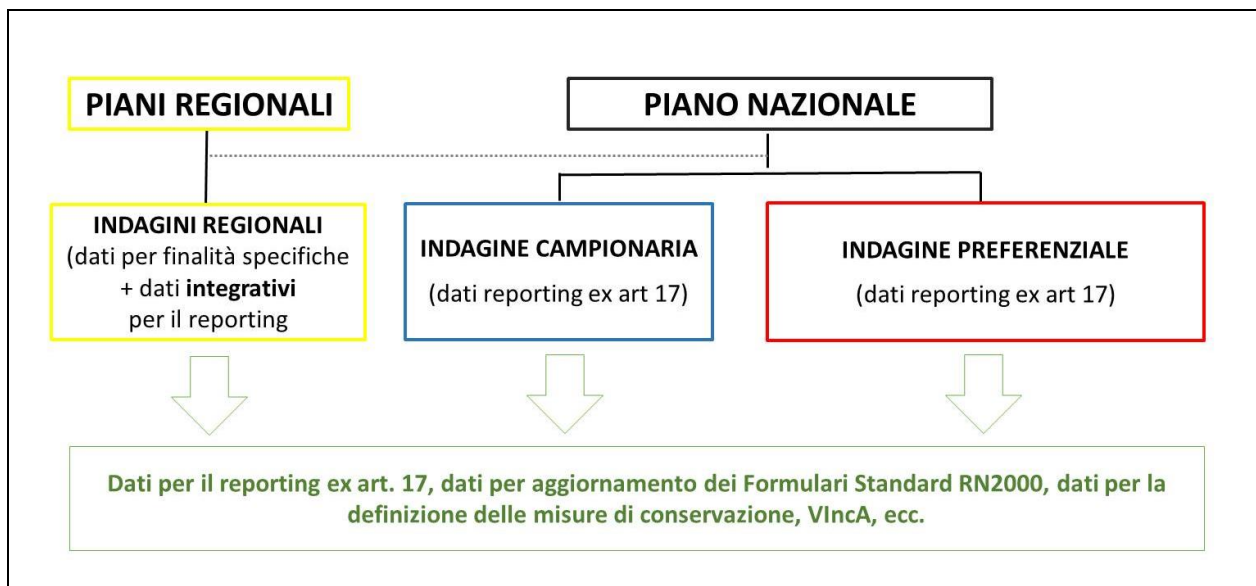 PIANI REGIONALI
PIANO NAZIONALE
INDAGINI REGIONALI
(dati per finalità specifiche
+ dati integrativi
per il reporting
INDAGINE CAMPIONARIA
(dati reporting ex art 17)
INDAGINE PREFERENZIALE
(dati reporting ex art 17)
Dati per il reporting ex art. 17, dati per aggiornamento dei Formulari Standard RN2000, dati per la
definizione delle misure di conservazione, VIncA, ecc.